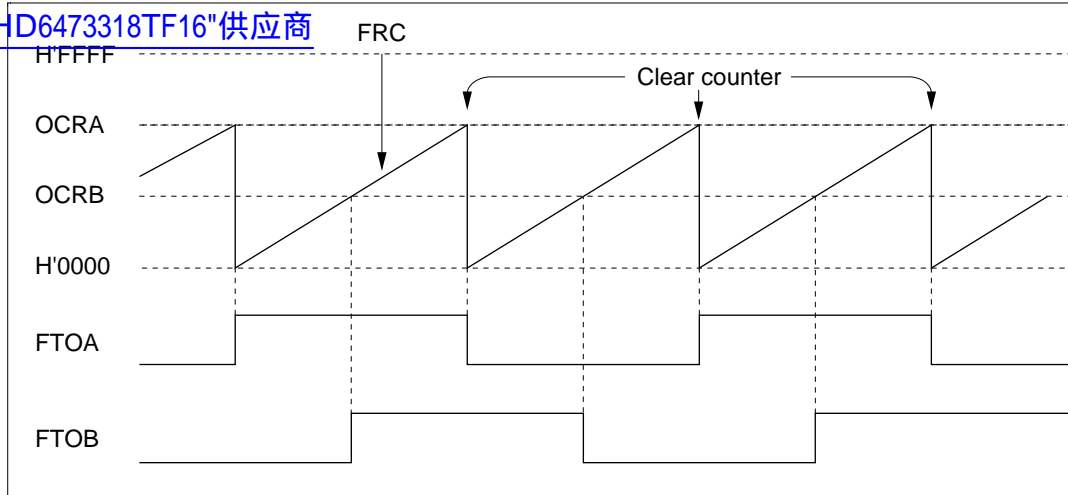 HD6473318TF16"供应商
FRC
H'FFFF
Clear counter
OCRA
OCRB
H'0000
FTOA
FTOB